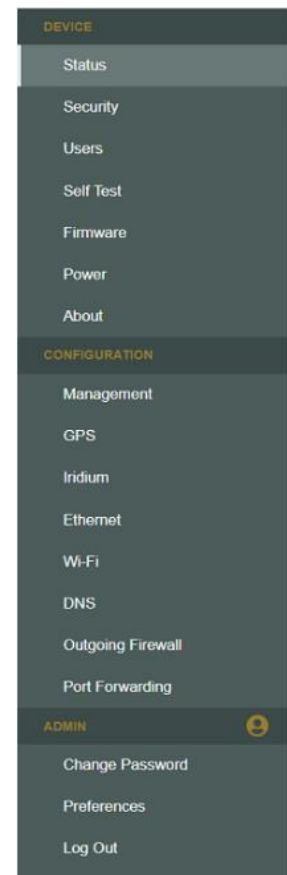 DEVICE
Status
Security
Users
Self Test
Firmware
Power
About
CONFIGURATION
Management
GPS
Iridium
Ethernet
Wi-Fi
DNS
Outgoing Firewall
Port Forwarding
ADMIN
Change Password
Preferences
Log Out